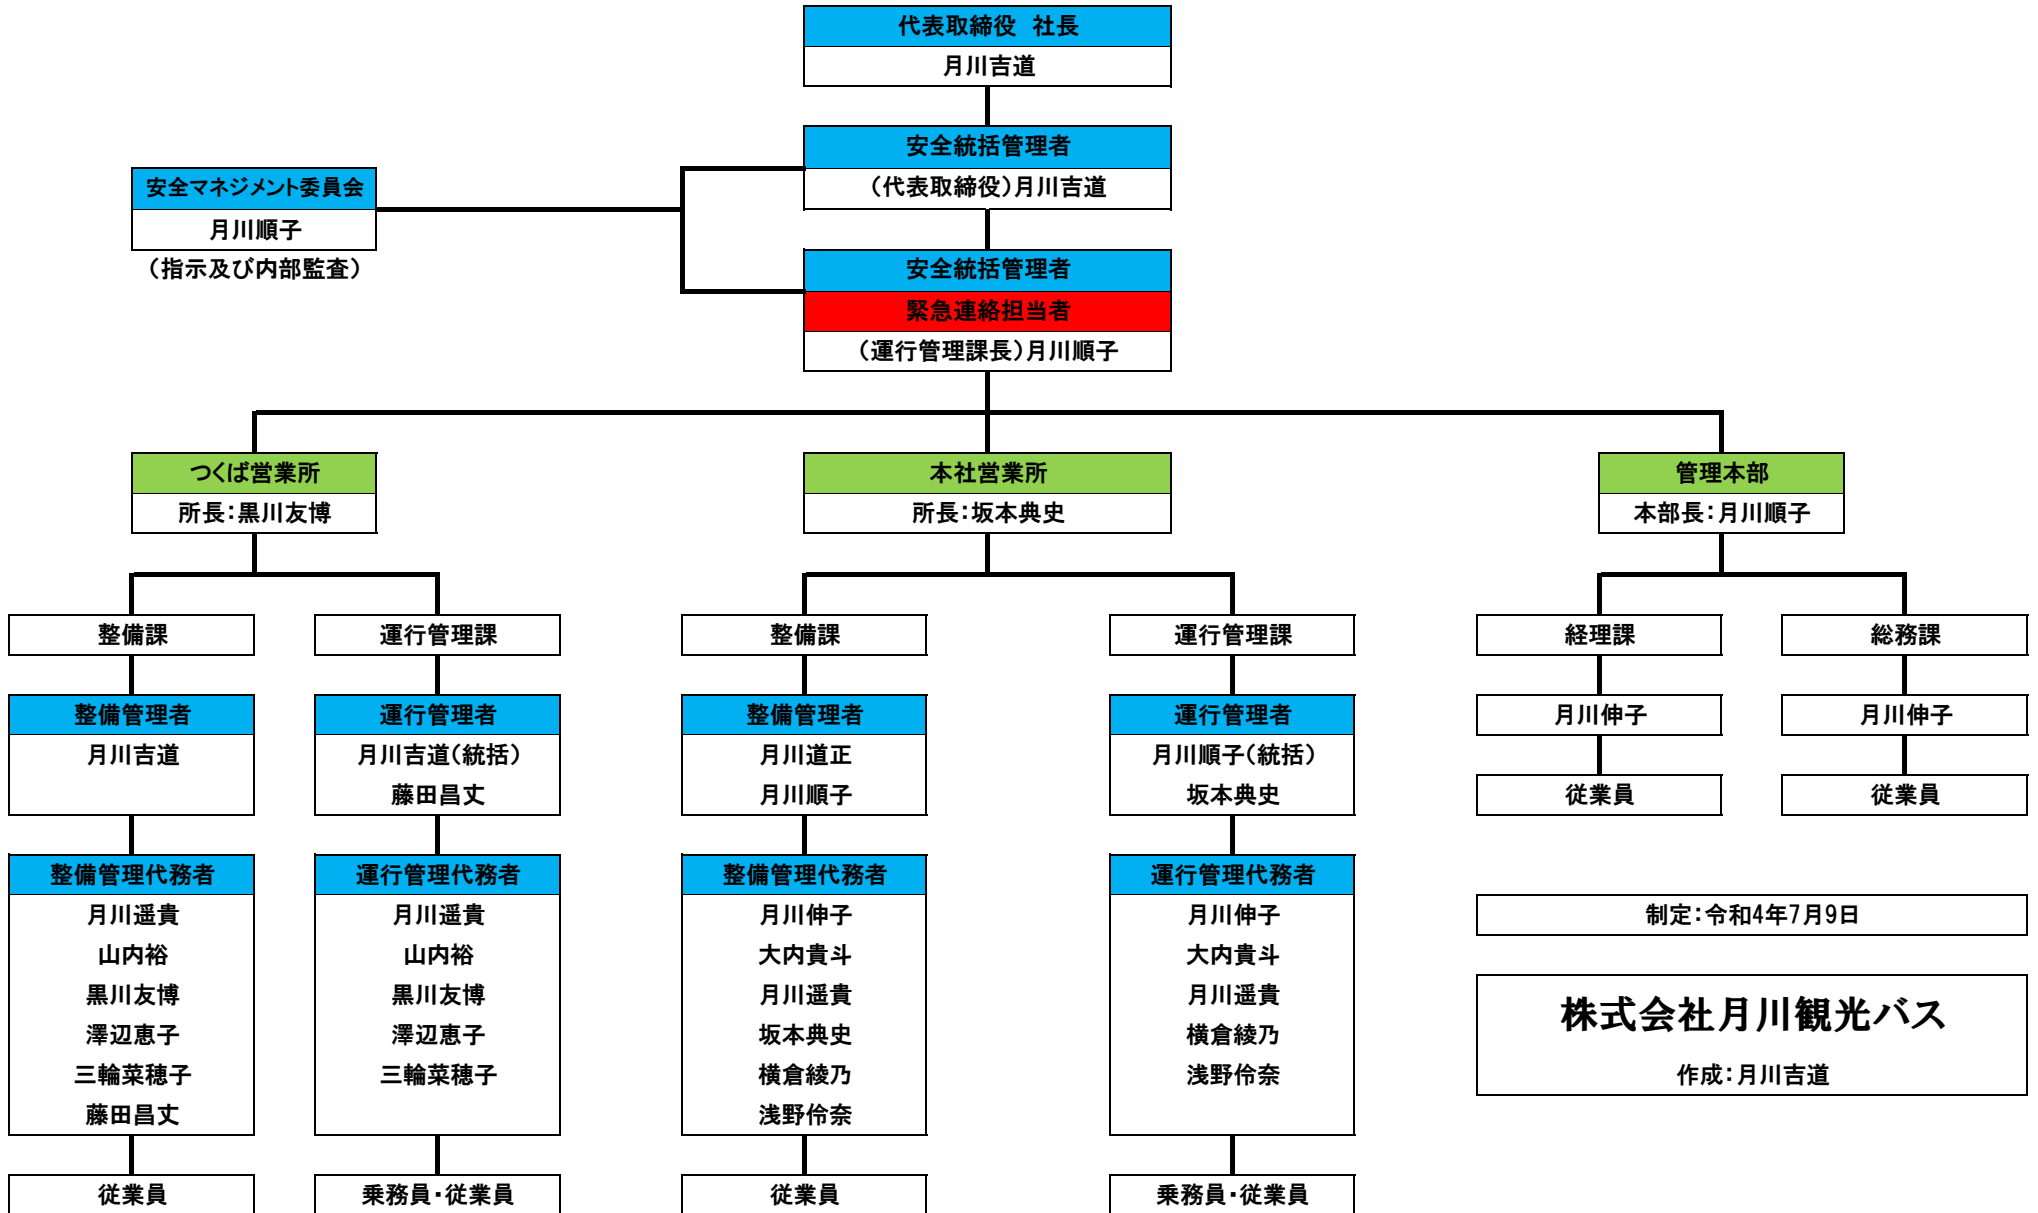 代表取締役 社長
月川吉道
安全統括管理者
(代表取締役)月川吉道
安全マネジメント委員会
月川順子
(指示及び内部監査)
安全統括管理者
緊急連絡担当者
(運行管理課長)月川順子
つくば営業所
所長:黒川友博
本社営業所
所長:坂本典史
管理本部
本部長:月川順子
整備課
整備管理者
月川吉道
整備管理代務者
月川遥貴
山内裕
黒川友博
澤辺恵子
三輪菜穂子
藤田昌丈
従業員
運行管理課
運行管理者
月川吉道(統括)
藤田昌丈
運行管理代務者
月川遥貴
山内裕
黒川友博
澤辺恵子
三輪菜穂子
乗務員・従業員
整備課
整備管理者
月川道正
月川順子
整備管理代務者
月川伸子
大内貴斗
月川遥貴
坂本典史
横倉綾乃
浅野伶奈
従業員
運行管理課
運行管理者
月川順子(統括)
坂本典史
運行管理代務者
月川伸子
大内貴斗
月川遥貴
横倉綾乃
浅野伶奈
乗務員・従業員
経理課
月川伸子
従業員
総務課
月川伸子
従業員
制定:令和4年7月9日
株式会社月川観光バス
作成:月川吉道